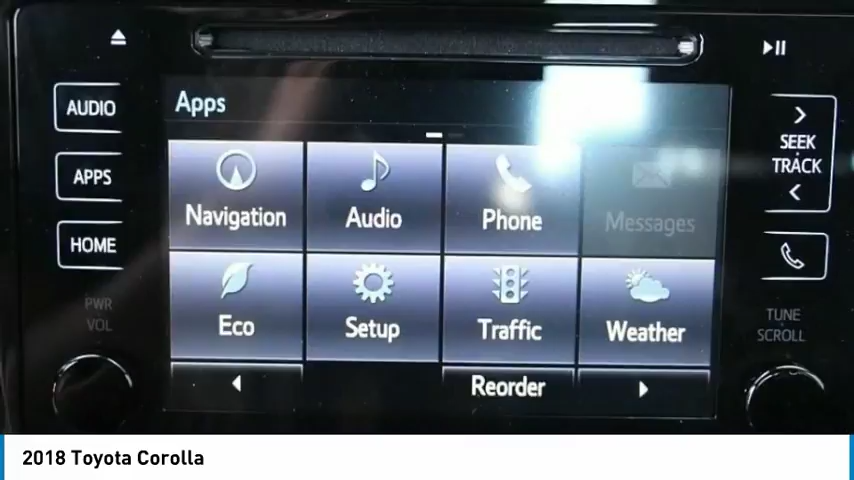 AUDIO
APPS
HOME
PWR
VOL
Apps
Navigation
Audio
Phone
Messages
Eco
Setup
Traffic
Weather
Reorder
SEEK
TRACK
TUNE
SCROLL
2018 Toyota Corolla